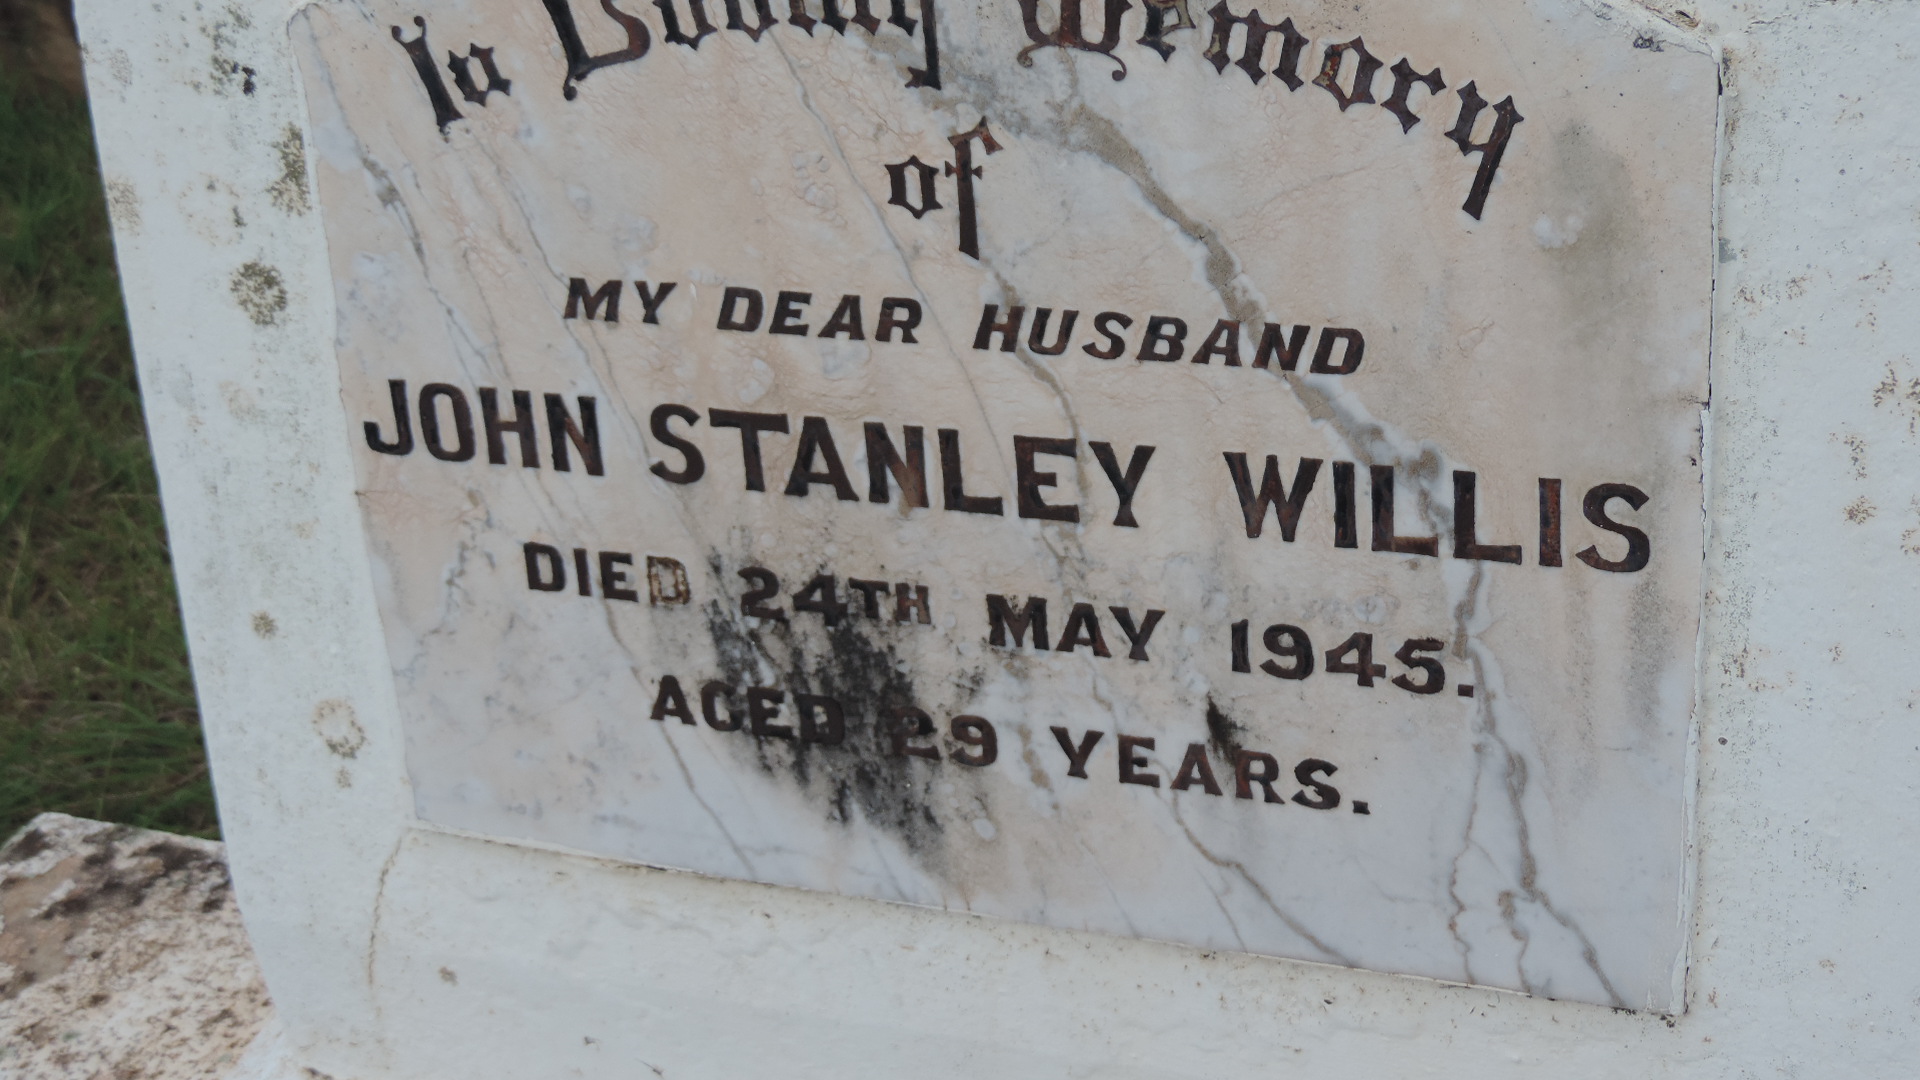 In Loving Memory
of
MY DEAR HUSBAND
JOHN STANLEY WILLIS
DIED 24TH MAY 1945.
AGED 29 YEARS.